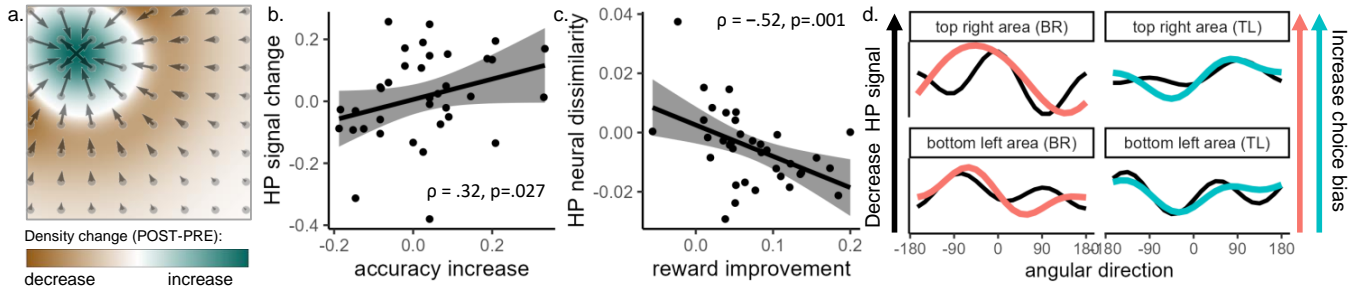 a.
Density change (POST-PRE):
decrease increase
b.
HP signal change
0.2
0.0
-0.2
-0.4
ρ = .32, p=.027
-0.2 0.0 0.2
accuracy increase
c.
HP neural dissimilarity
0.04
0.02
0.00
-0.02
ρ = –.52, p=.001
0.0 0.1 0.2
reward improvement
d.
Decrease HP signal
top right area (BR) top right area (TL)
bottom left area (BR) bottom left area (TL)
-180 -90 0 90 180 -180 -90 0 90 180
angular direction
Increase choice
bias